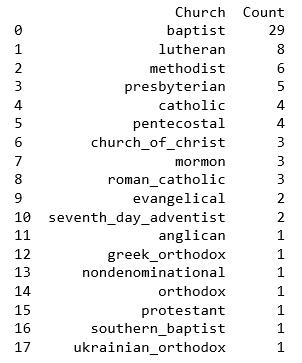 Church Count
0 baptist 29
1 lutheran 8
2 methodist 6
3 presbyterian 5
4 catholic 4
5 pentecostal 4
6 church_of_christ 3
7 mormon 3
8 roman_catholic 3
9 evangelical 2
10 seventh_day_adventist 2
11 anglican 1
12 greek_orthodox 1
13 nondenominational 1
14 orthodox 1
15 protestant 1
16 southern_baptist 1
17 ukrainian_orthodox 1